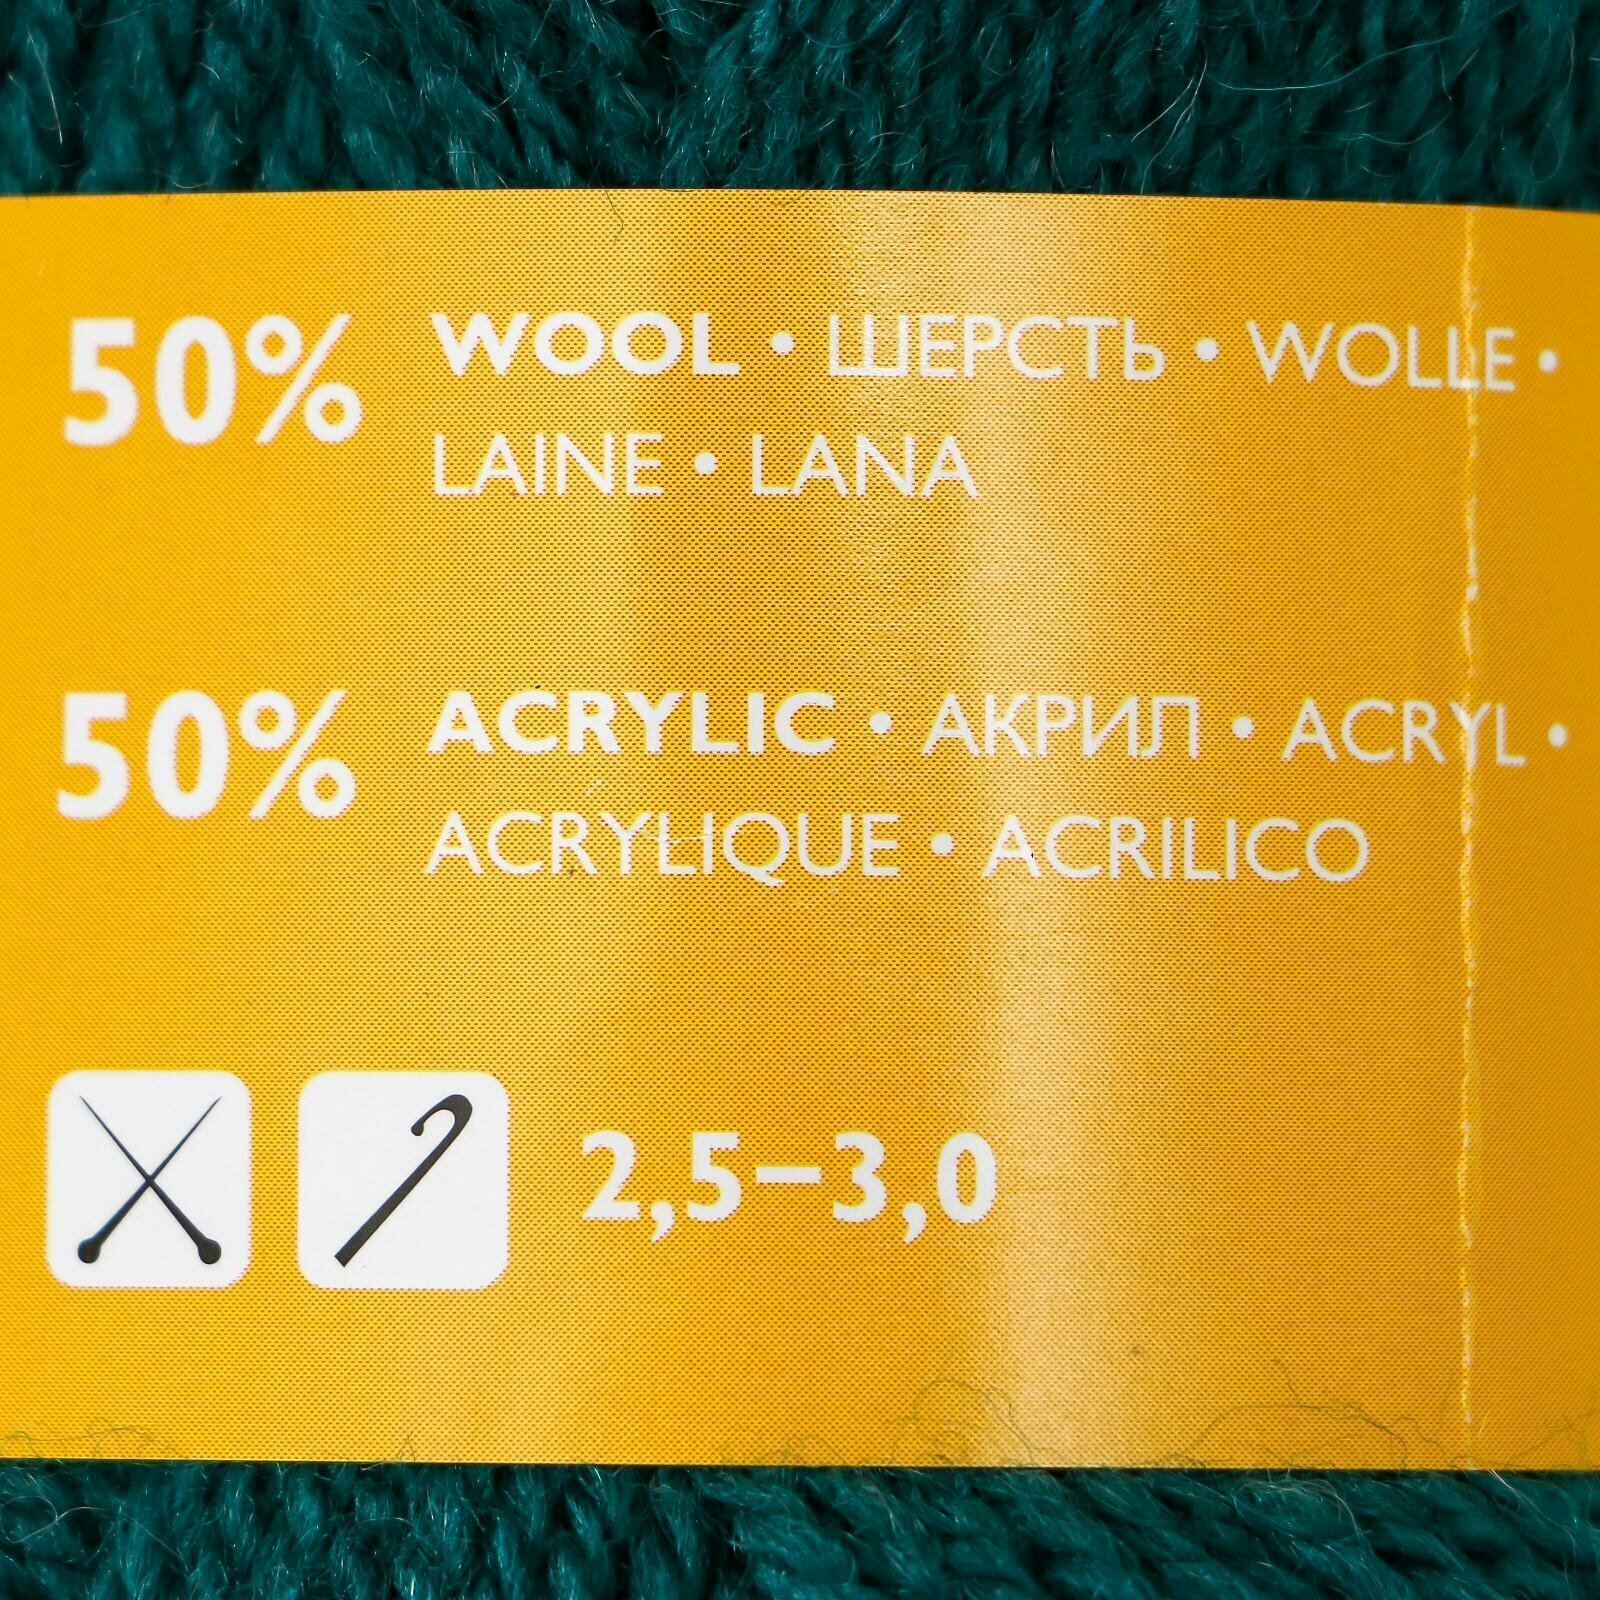 50% WOOL • ШЕРСТЬ • WOLLE •
LAINE • LANA
50% ACRYLIC • АКРИЛ • ACRYL •
ACRYLIQUE • ACRILICO
2,5–3,0